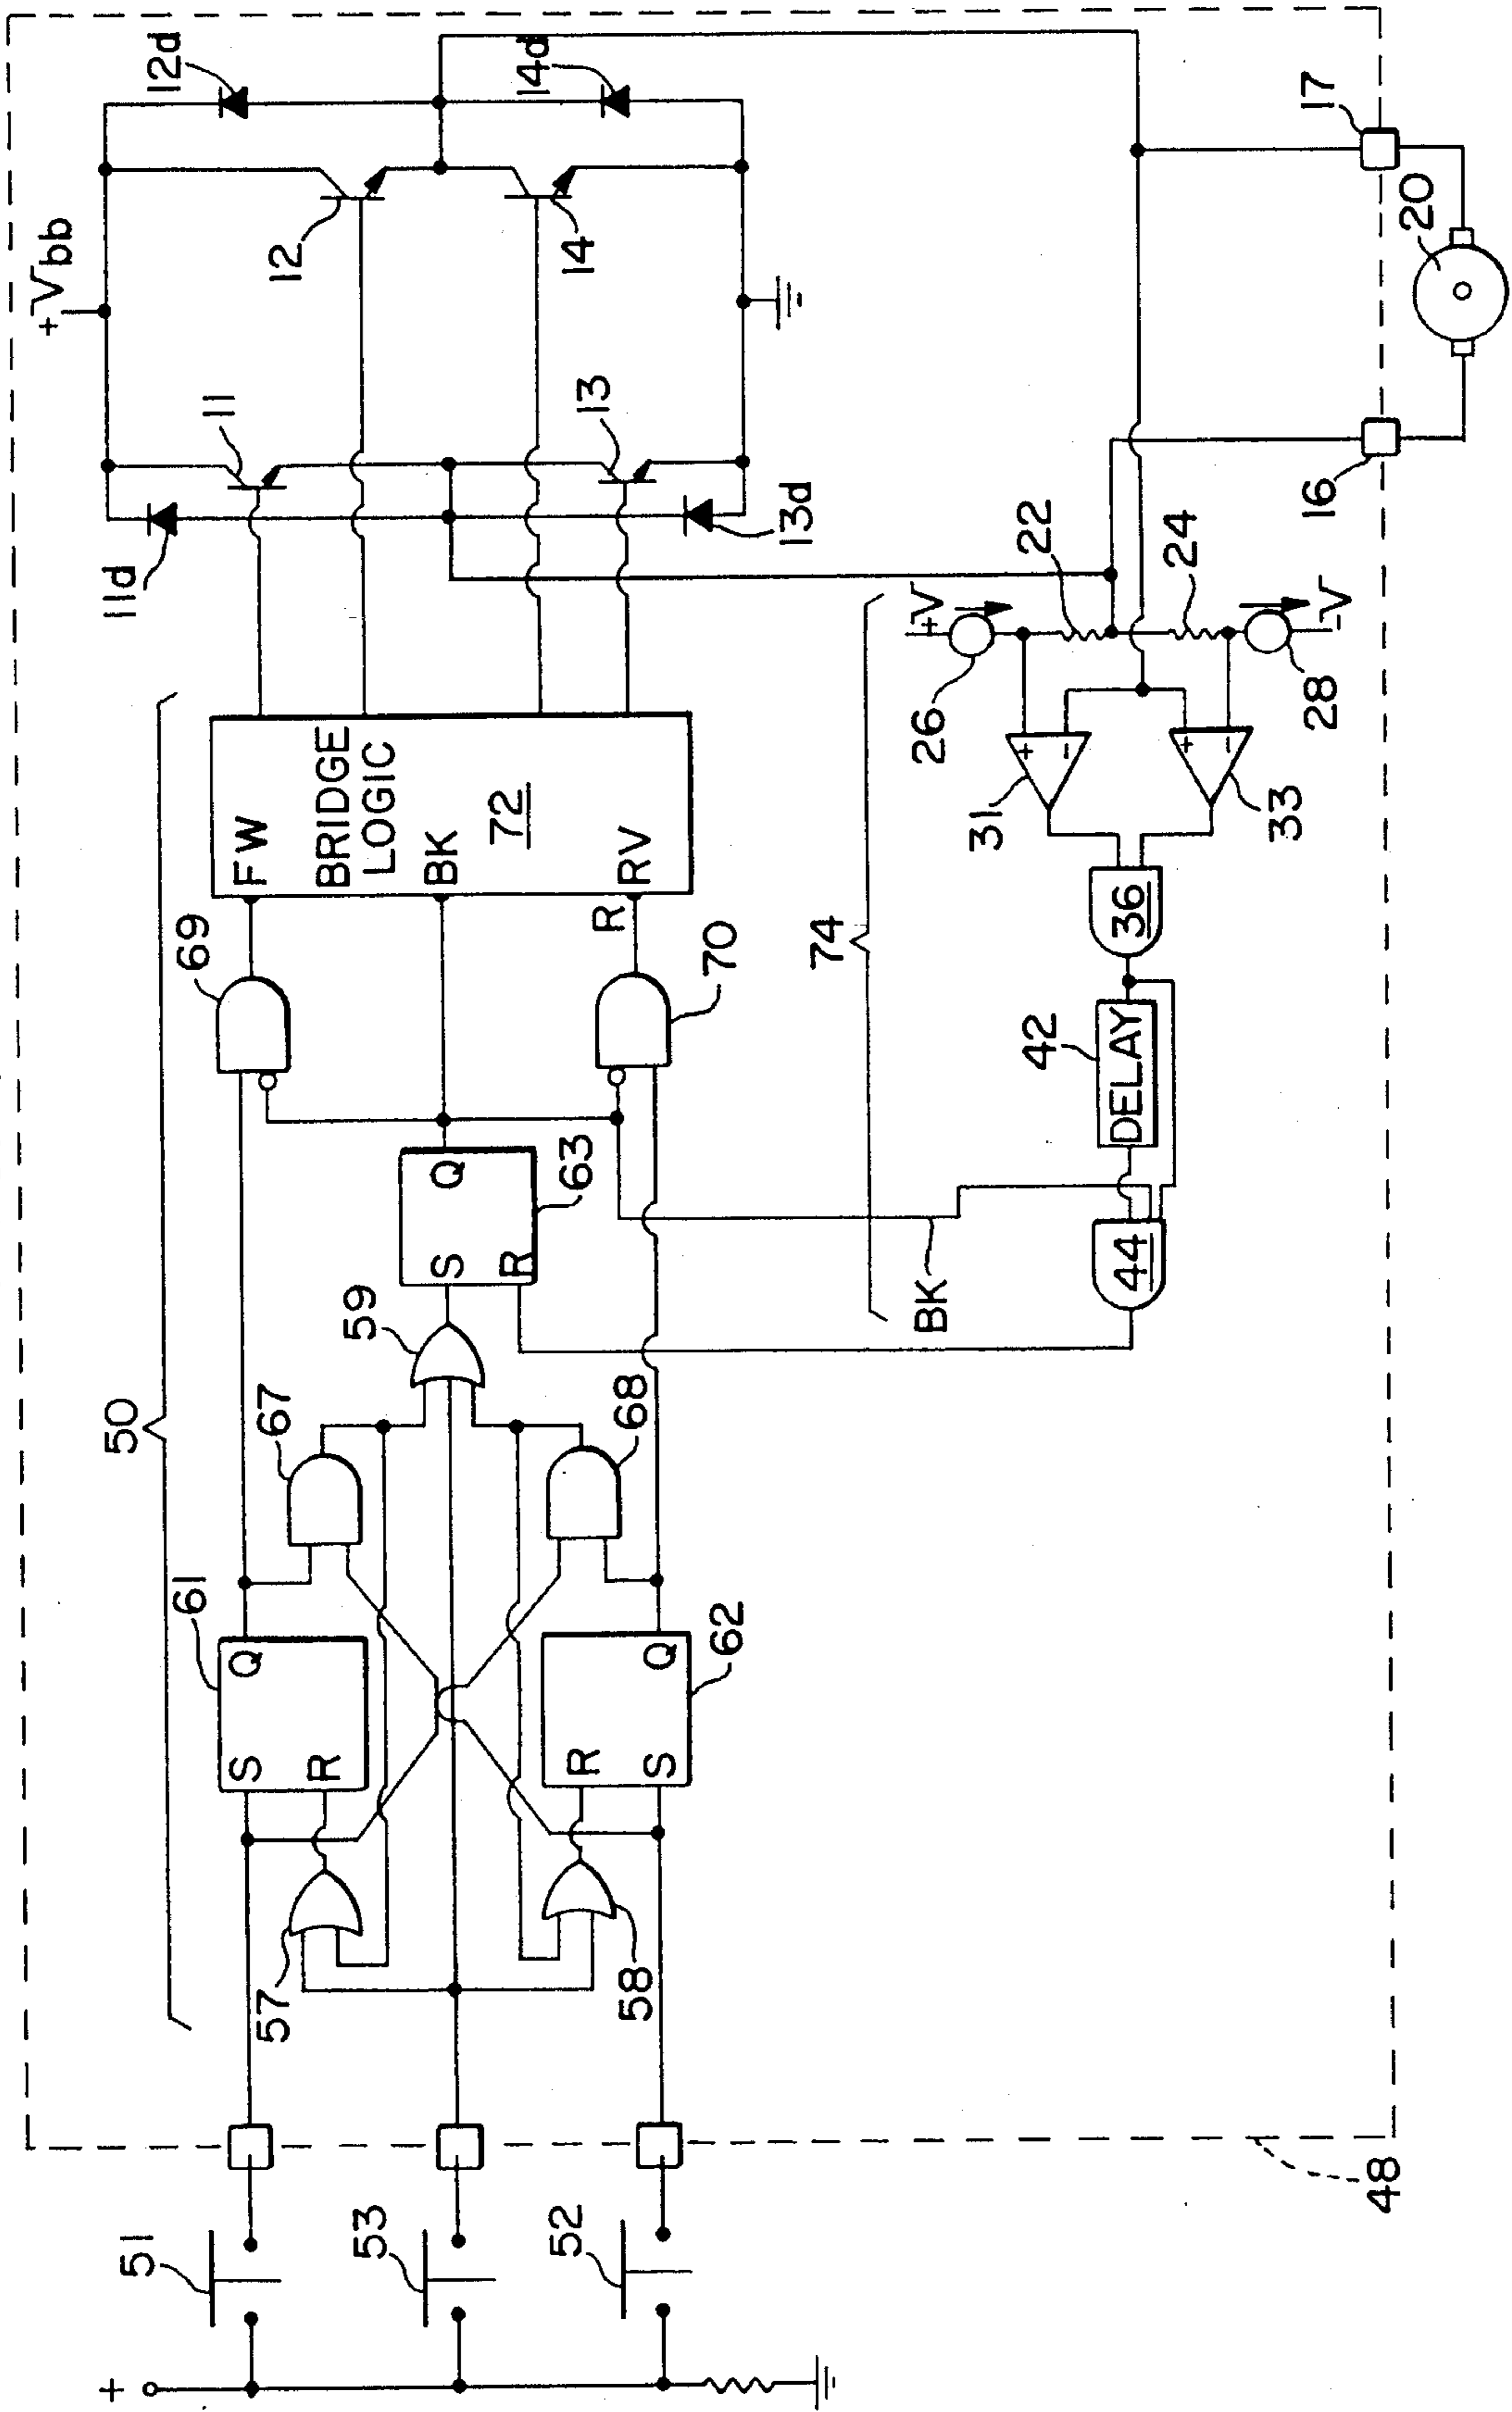 50
74
11d
11
+Vbb
12d
12
14d
14
13
13d
61
67
69
57
S
Q
R
FW
BRIDGE
LOGIC
BK
72
RV
R
59
S
Q
R
63
68
70
58
R
Q
S
62
51
53
52
+
BK
44
42
DELAY
36
31
33
+
-
+
-
26
+V
22
24
28
-V
16
17
20
48